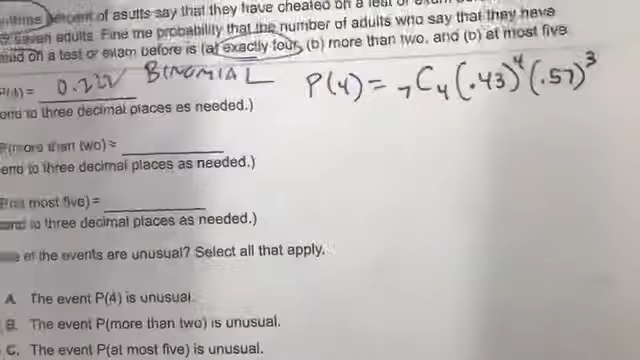 percent of adults say that they have cheated on a test or exam
seven adults. Find the probability that the number of adults who say that they have
on a test or exam before is (a) exactly four, (b) more than two, and (b) at most five.
P(4) = 0.222 BINOMIAL P(4) = 7C4 (.43)^4 (.57)^3
to three decimal places as needed.)
P(more than two) ≈
to three decimal places as needed.)
at most five) =
to three decimal places as needed.)
of the events are unusual? Select all that apply.
A. The event P(4) is unusual.
B. The event P(more than two) is unusual.
C. The event P(at most five) is unusual.